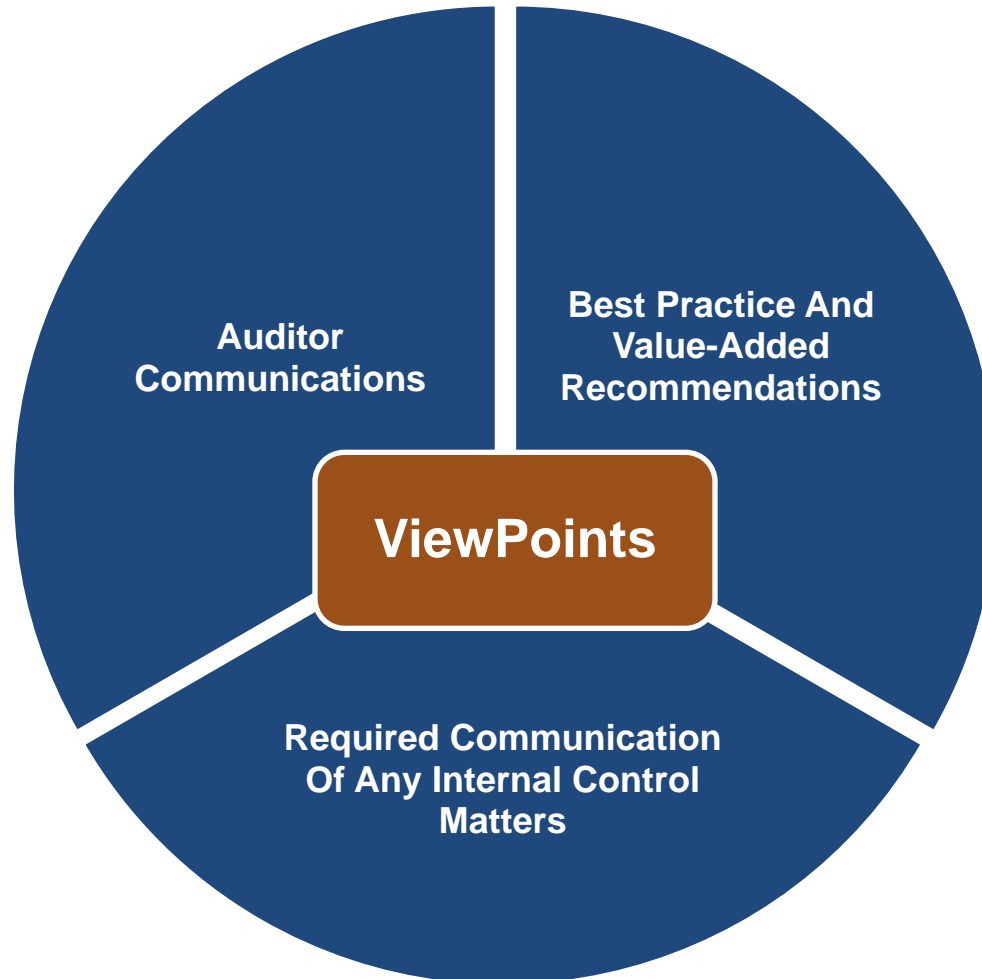 Auditor
Communications
Best Practice And
Value-Added
Recommendations
ViewPoints
Required Communication
Of Any Internal Control
Matters